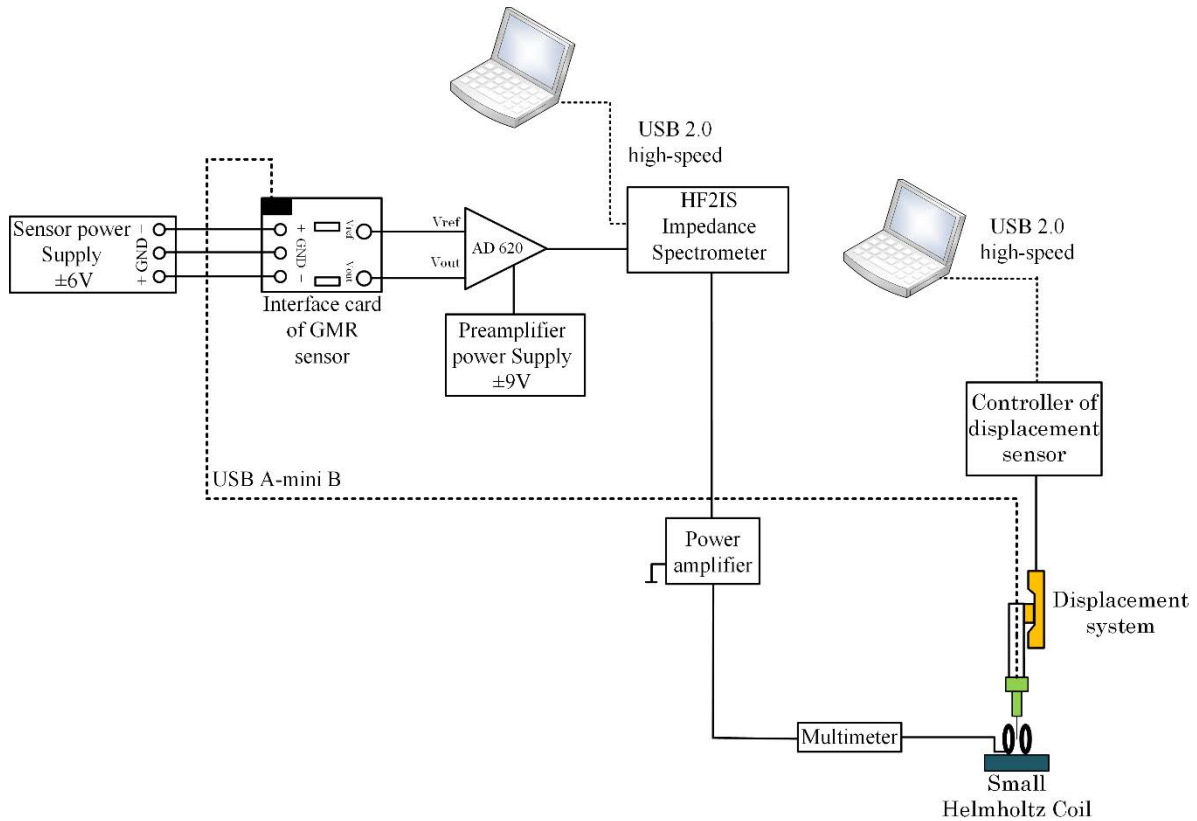 USB 2.0
high-speed
HF2IS
Impedance
Spectrometer
USB 2.0
high-speed
Sensor power
Supply
±6V
− GND +
+ GND −
Vref
Vout
Vref
Vout
AD 620
Interface card
of GMR
sensor
Preamplifier
power Supply
±9V
Controller of
displacement
sensor
USB A-mini B
Power
amplifier
Displacement
system
Multimeter
Small
Helmholtz Coil